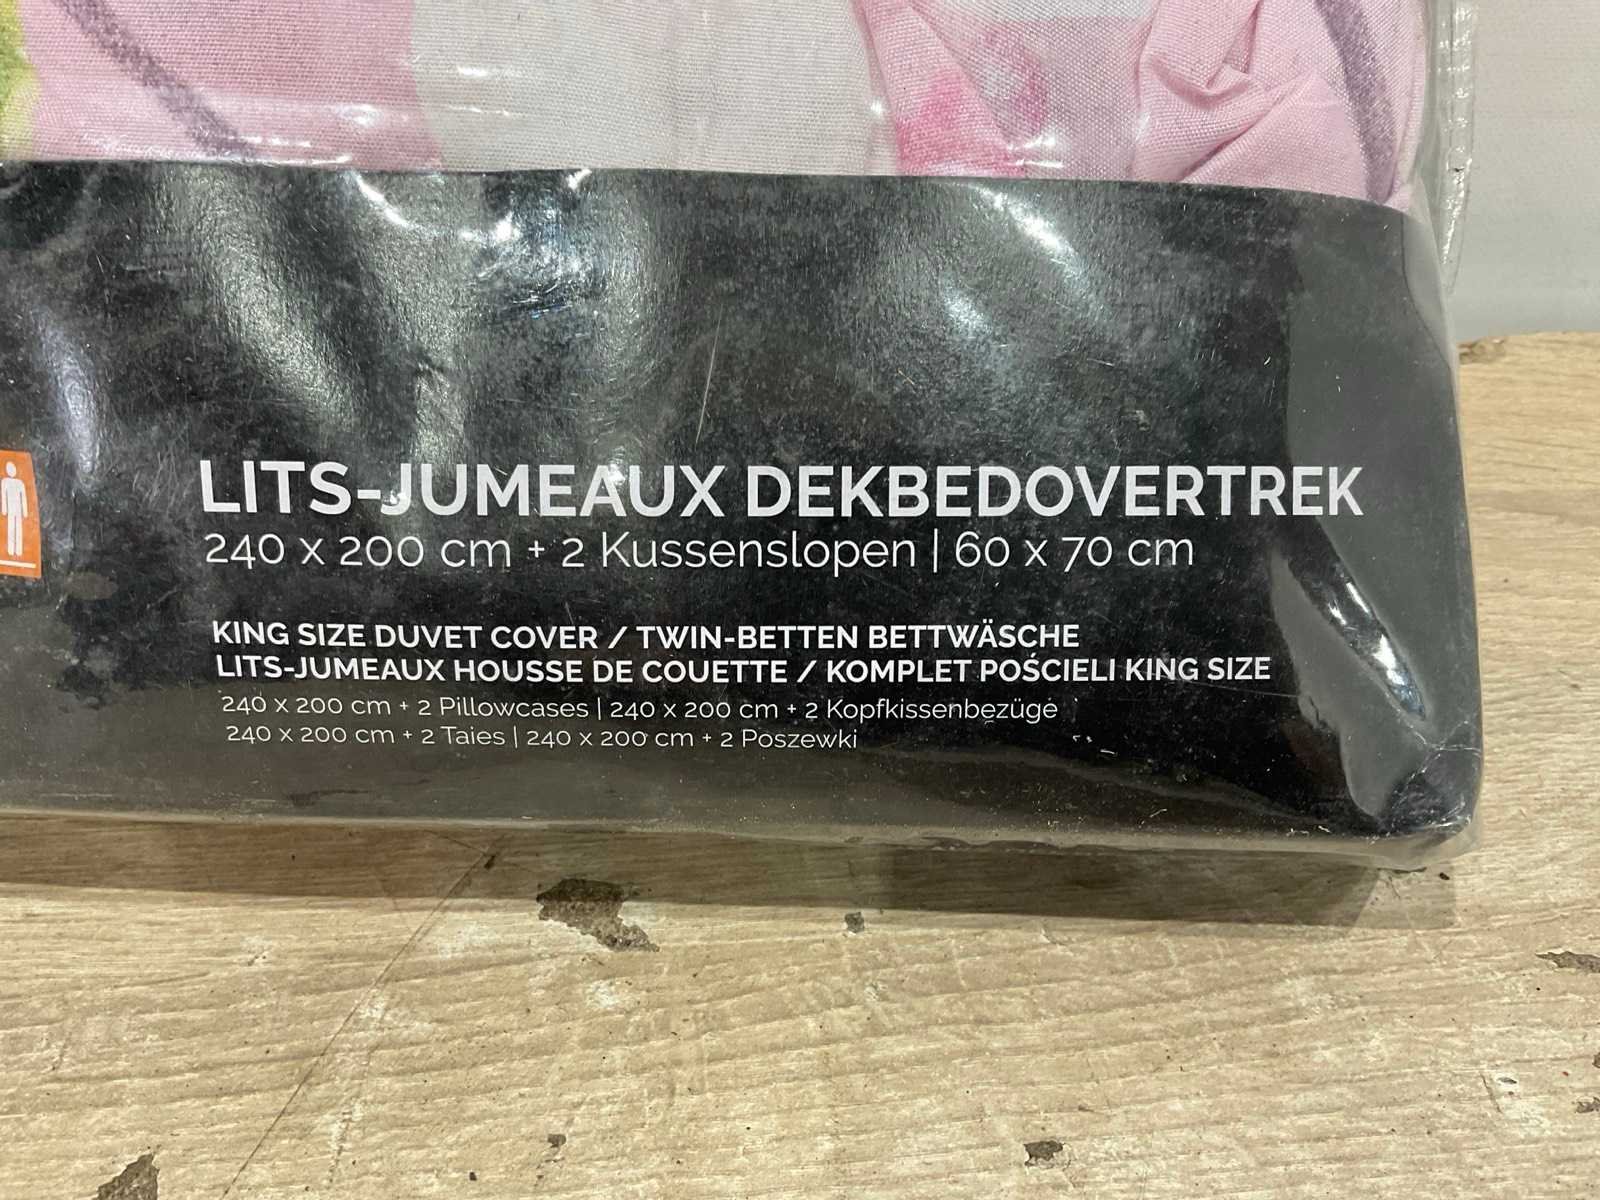 LITS-JUMEAUX DEKBEDOVERTREK
240 x 200 cm + 2 Kussenslopen | 60 x 70 cm
KING SIZE DUVET COVER / TWIN-BETTEN BETTWÄSCHE
LITS-JUMEAUX HOUSSE DE COUETTE / KOMPLET POŚCIELI KING SIZE
240 x 200 cm + 2 Pillowcases | 240 x 200 cm + 2 Kopfkissenbezüge
240 x 200 cm + 2 Taies | 240 x 200 cm + 2 Poszewki